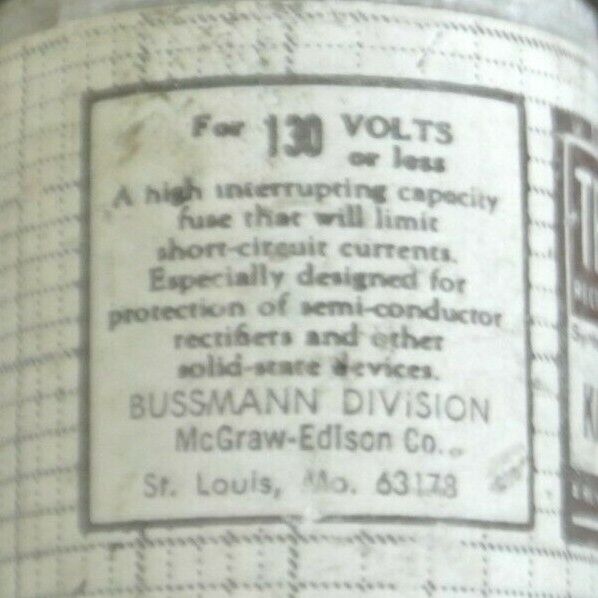 For 130 VOLTS
or less
A high interrupting capacity
fuse that will limit
short-circuit currents.
Especially designed for
protection of semi-conductor
rectifiers and other
solid-state devices.
BUSSMANN DIVISION
McGraw-Edison Co.
St. Louis, Mo. 63178